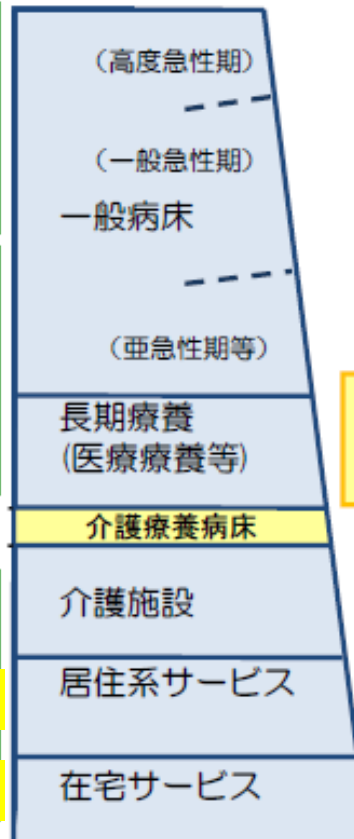 （高度急性期）
（一般急性期）
一般病床
（亜急性期等）
長期療養
(医療療養等)
介護療養病床
介護施設
居住系サービス
在宅サービス